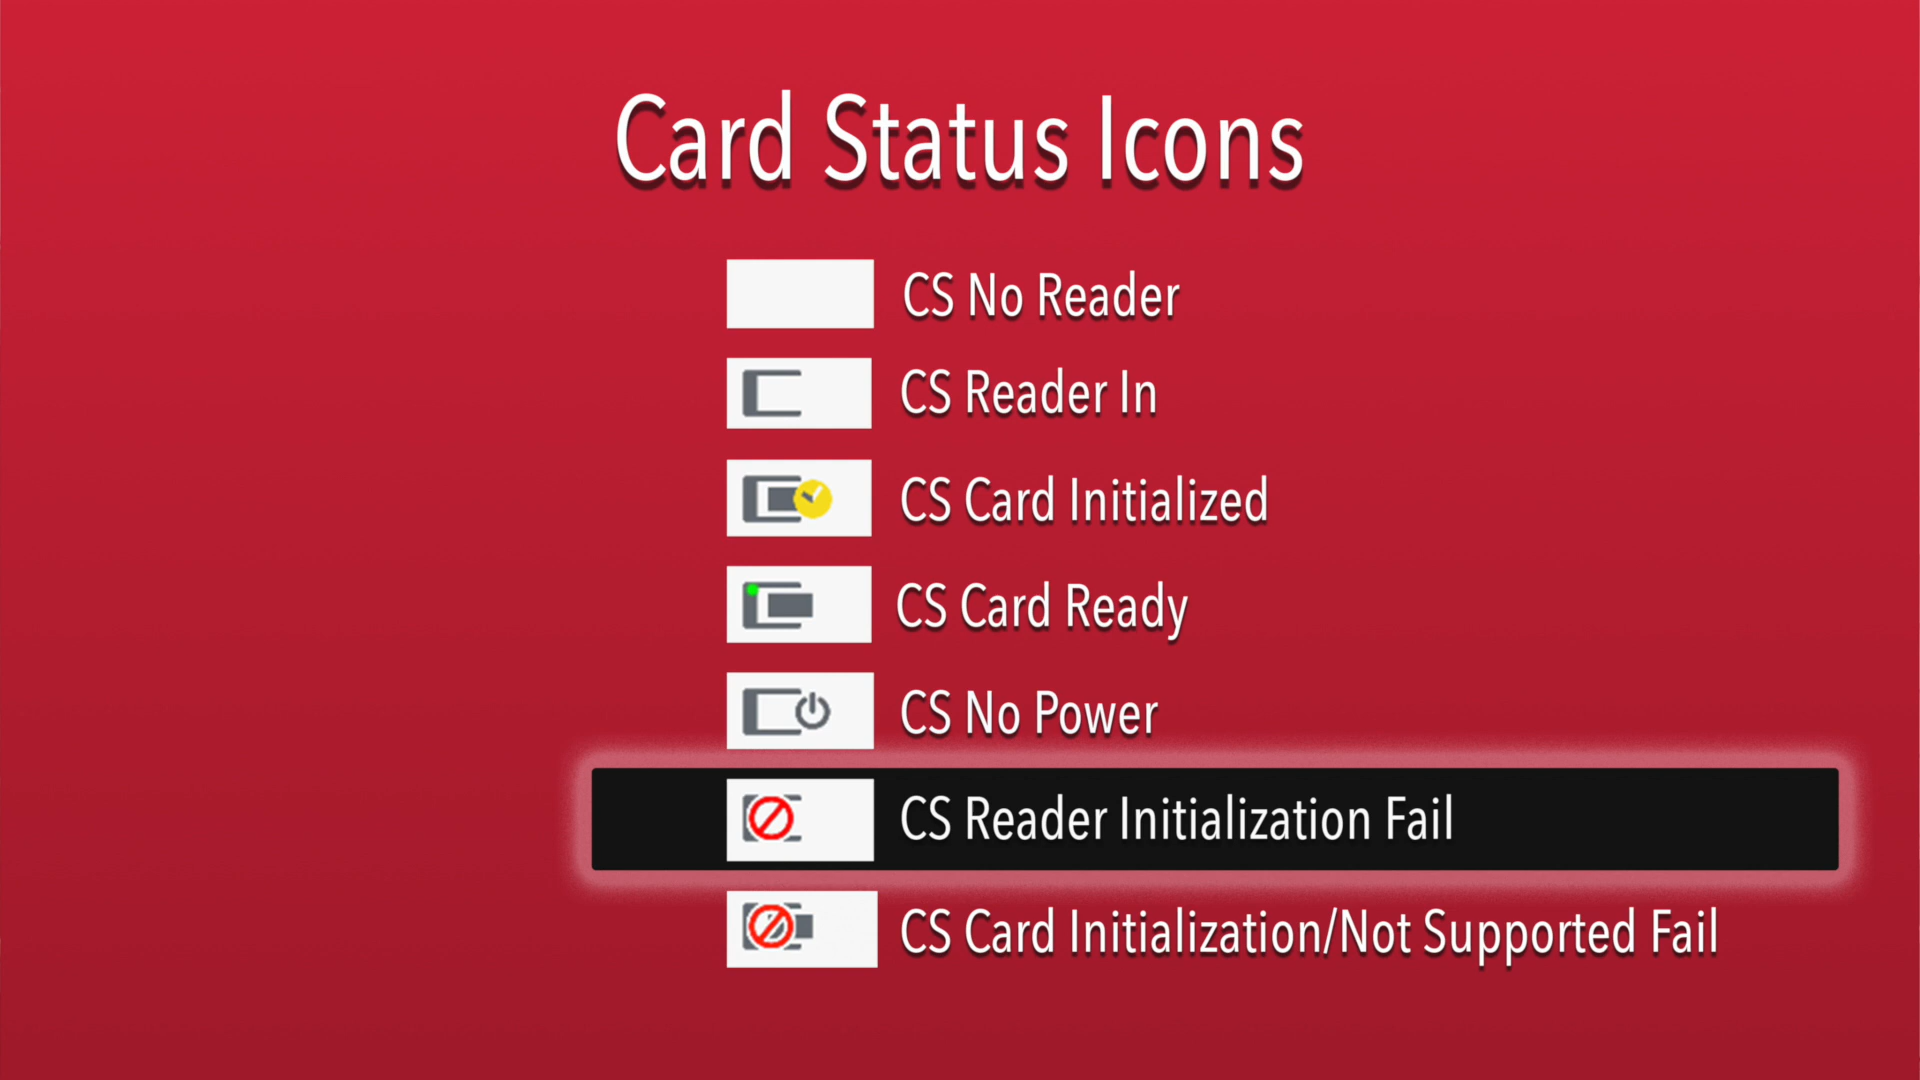 Card Status Icons
CS No Reader
CS Reader In
CS Card Initialized
CS Card Ready
CS No Power
CS Reader Initialization Fail
CS Card Initialization/Not Supported Fail